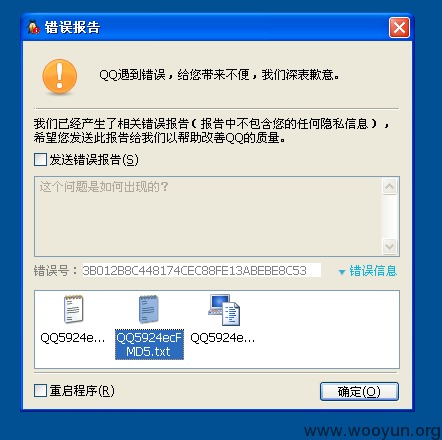 错误报告
QQ遇到错误，给您带来不便，我们深表歉意。
我们已经产生了相关错误报告（报告中不包含您的任何隐私信息），
希望您发送此报告给我们以帮助改善QQ的质量。
发送错误报告(S)
这个问题是如何出现的？
错误号：3B012B8C448174CEC88FE13ABEBE8C53
错误信息
QQ5924e...
QQ5924ecF
MD5.txt
QQ5924e...
重启程序(R)
确定(O)
www.wooyun.org